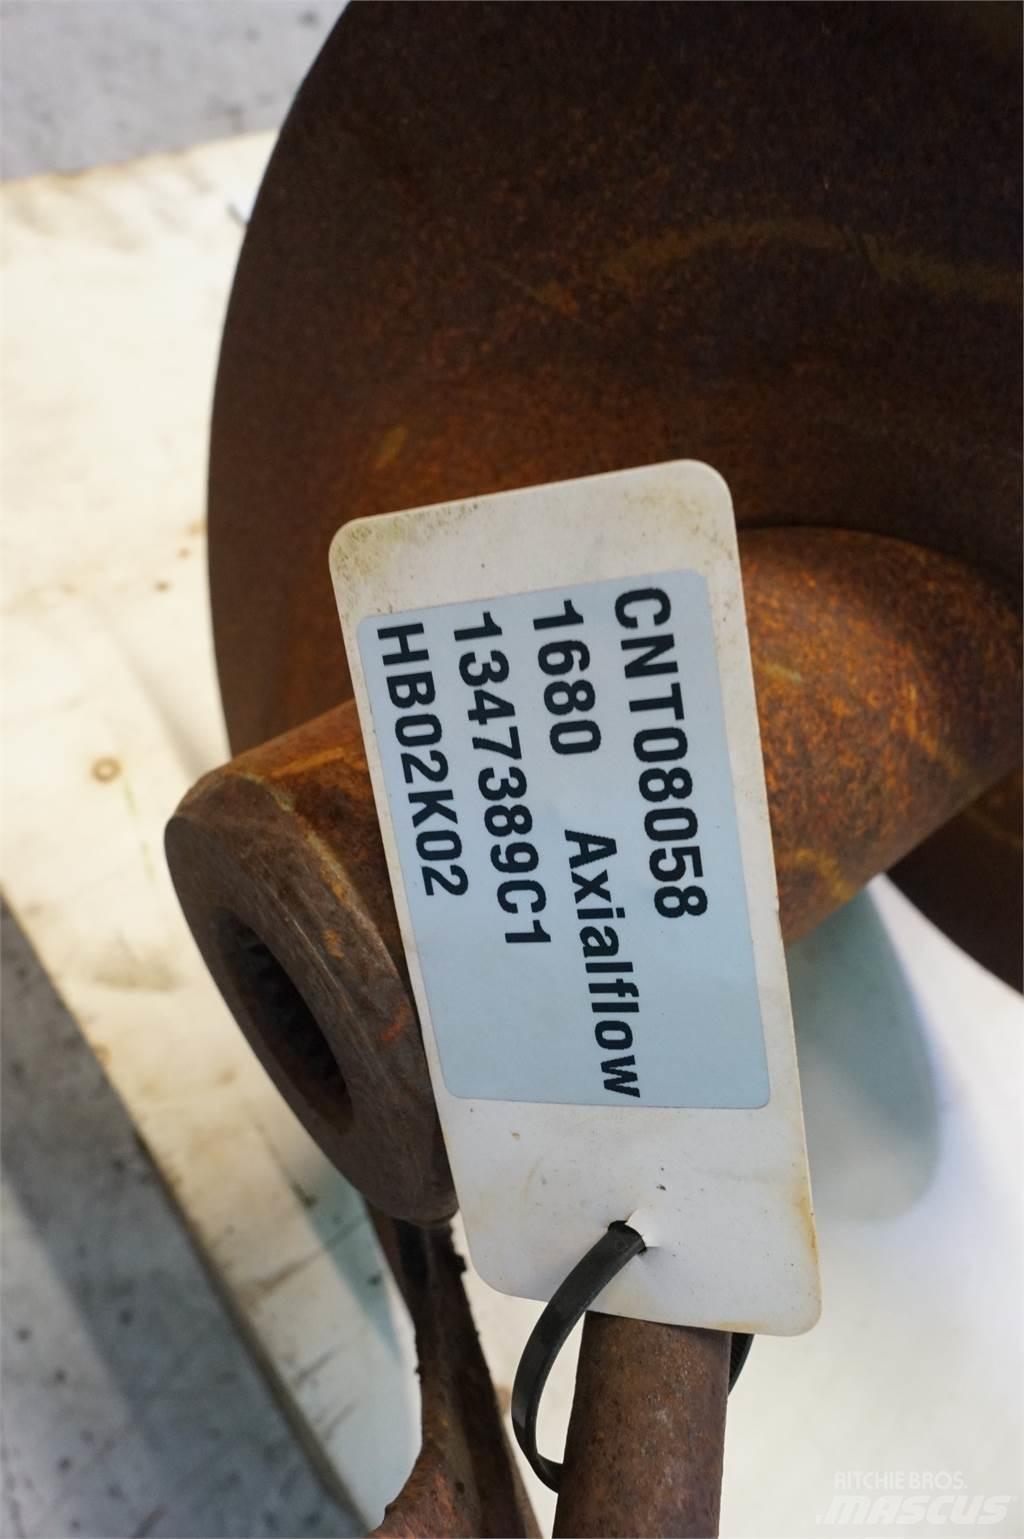 CNT08058
1680 Axialflow
1347389C1
HB02K02
RITCHIE BROS.
MASCUS